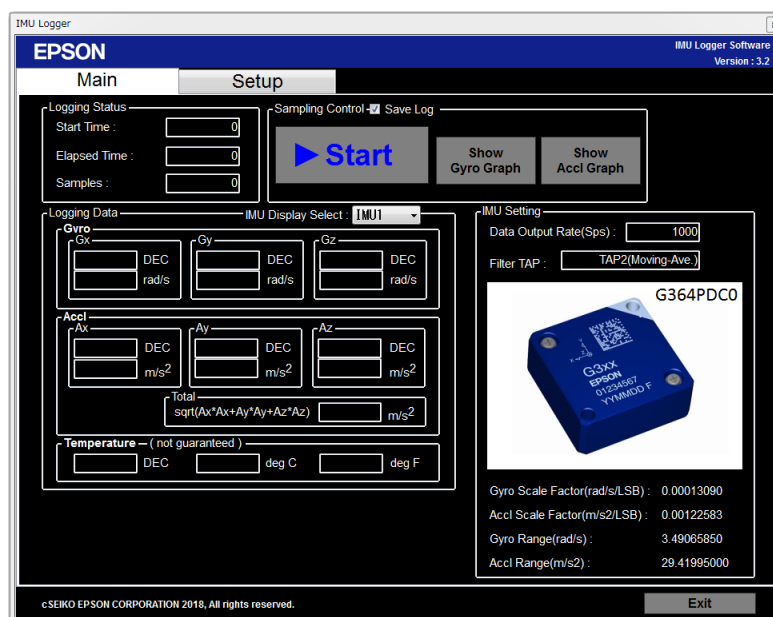 IMU Logger
EPSON
IMU Logger Software
Version : 3.2
Main
Setup
Logging Status
Start Time : 0
Elapsed Time : 0
Samples : 0
Sampling Control Save Log
Start
Show
Gyro Graph
Show
Accl Graph
Logging Data
IMU Display Select : IMU1
Gyro
Gx
DEC
rad/s
Gy
DEC
rad/s
Gz
DEC
rad/s
Accl
Ax
DEC
m/s2
Ay
DEC
m/s2
Az
DEC
m/s2
Total
sqrt(Ax*Ax+Ay*Ay+Az*Az) m/s2
Temperature – ( not guaranteed )
DEC deg C deg F
IMU Setting
Data Output Rate(Sps) : 1000
Filter TAP : TAP2(Moving-Ave.)
G364PDC0
G3xx
EPSON
01234567
YYMMDD F
Gyro Scale Factor(rad/s/LSB) : 0.00013090
Accl Scale Factor(m/s2/LSB) : 0.00122583
Gyro Range(rad/s) : 3.49065850
Accl Range(m/s2) : 29.41995000
cSEIKO EPSON CORPORATION 2018, All rights reserved.
Exit